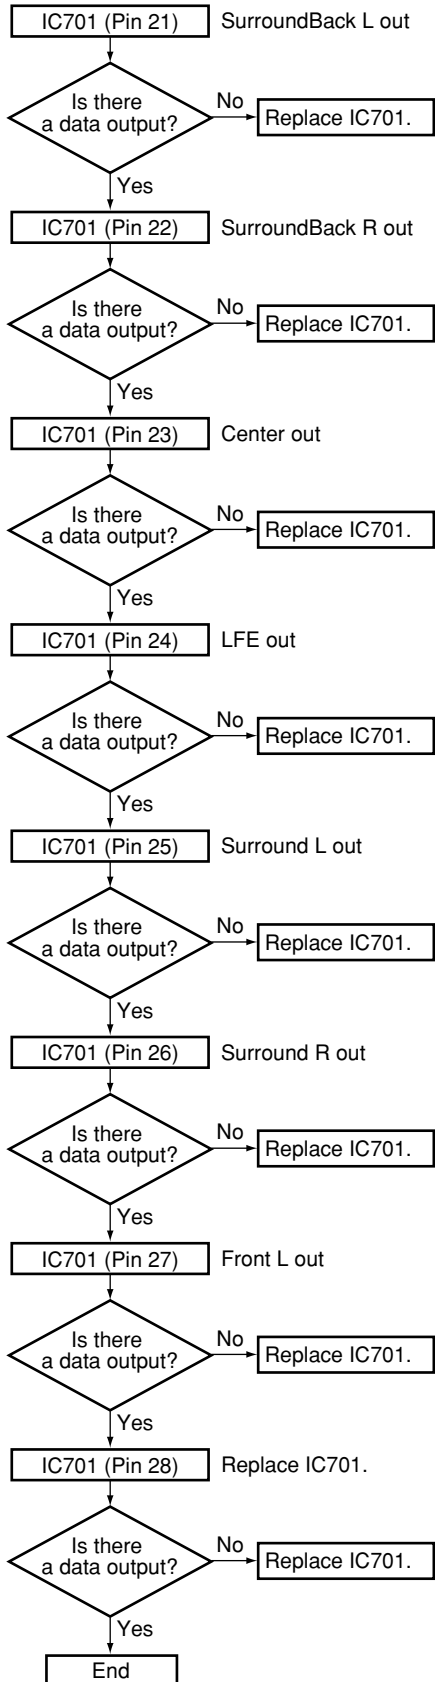 IC701 (Pin 21) SurroundBack L out
Is there
a data output?
No
Replace IC701.
Yes
IC701 (Pin 22) SurroundBack R out
Is there
a data output?
No
Replace IC701.
Yes
IC701 (Pin 23) Center out
Is there
a data output?
No
Replace IC701.
Yes
IC701 (Pin 24) LFE out
Is there
a data output?
No
Replace IC701.
Yes
IC701 (Pin 25) Surround L out
Is there
a data output?
No
Replace IC701.
Yes
IC701 (Pin 26) Surround R out
Is there
a data output?
No
Replace IC701.
Yes
IC701 (Pin 27) Front L out
Is there
a data output?
No
Replace IC701.
Yes
IC701 (Pin 28) Replace IC701.
Is there
a data output?
No
Replace IC701.
Yes
End